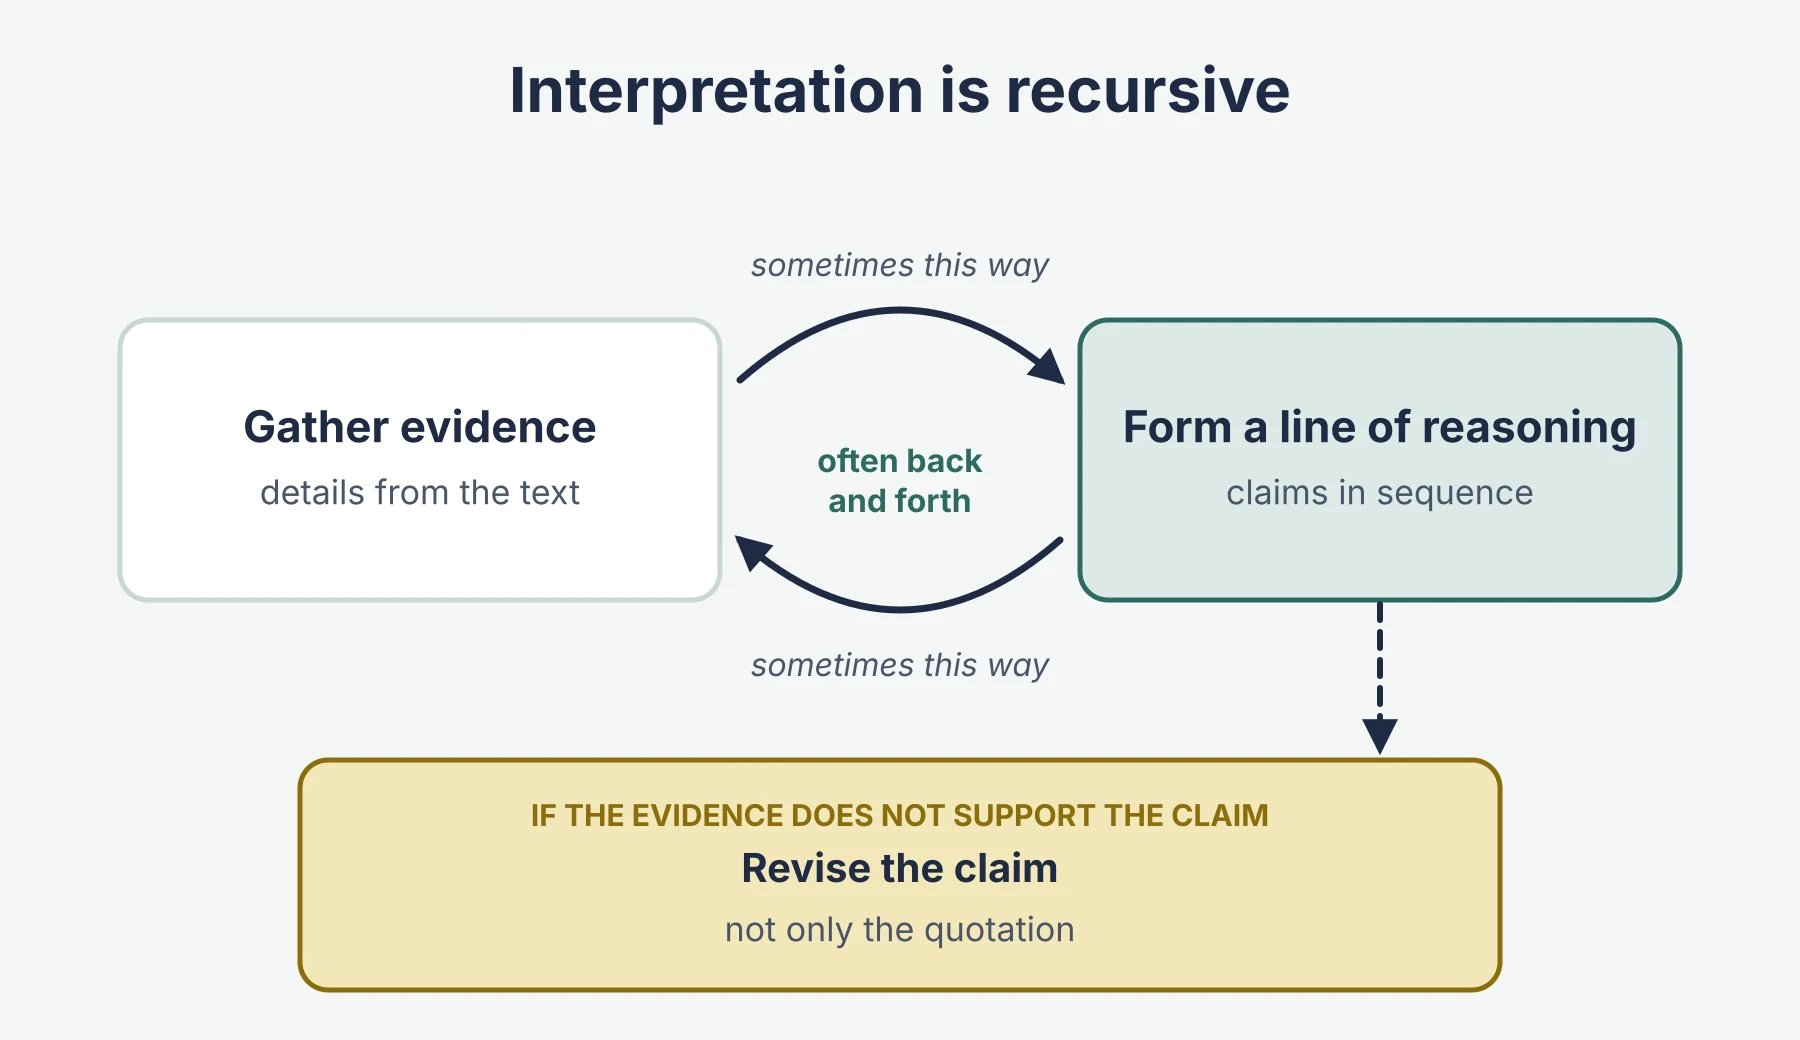 Interpretation is recursive
sometimes this way
Gather evidence
details from the text
often back
and forth
Form a line of reasoning
claims in sequence
sometimes this way
IF THE EVIDENCE DOES NOT SUPPORT THE CLAIM
Revise the claim
not only the quotation